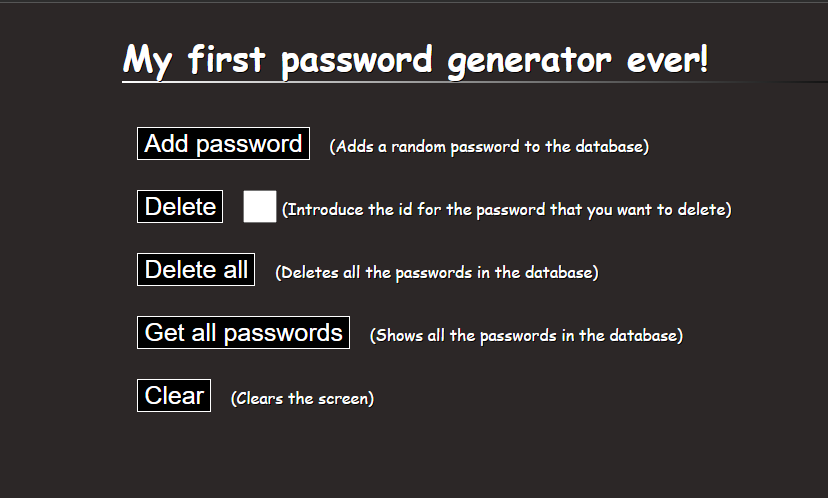 My first password generator ever!
Add password (Adds a random password to the database)
Delete (Introduce the id for the password that you want to delete)
Delete all (Deletes all the passwords in the database)
Get all passwords (Shows all the passwords in the database)
Clear (Clears the screen)